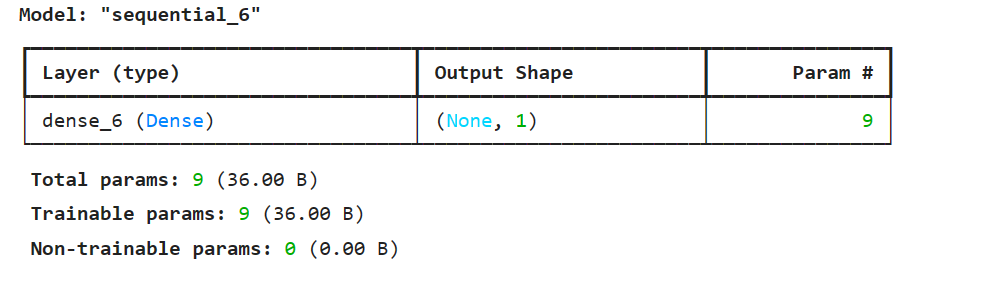 Model: "sequential_6"
Layer (type) Output Shape Param #
dense_6 (Dense) (None, 1) 9
Total params: 9 (36.00 B)
Trainable params: 9 (36.00 B)
Non-trainable params: 0 (0.00 B)